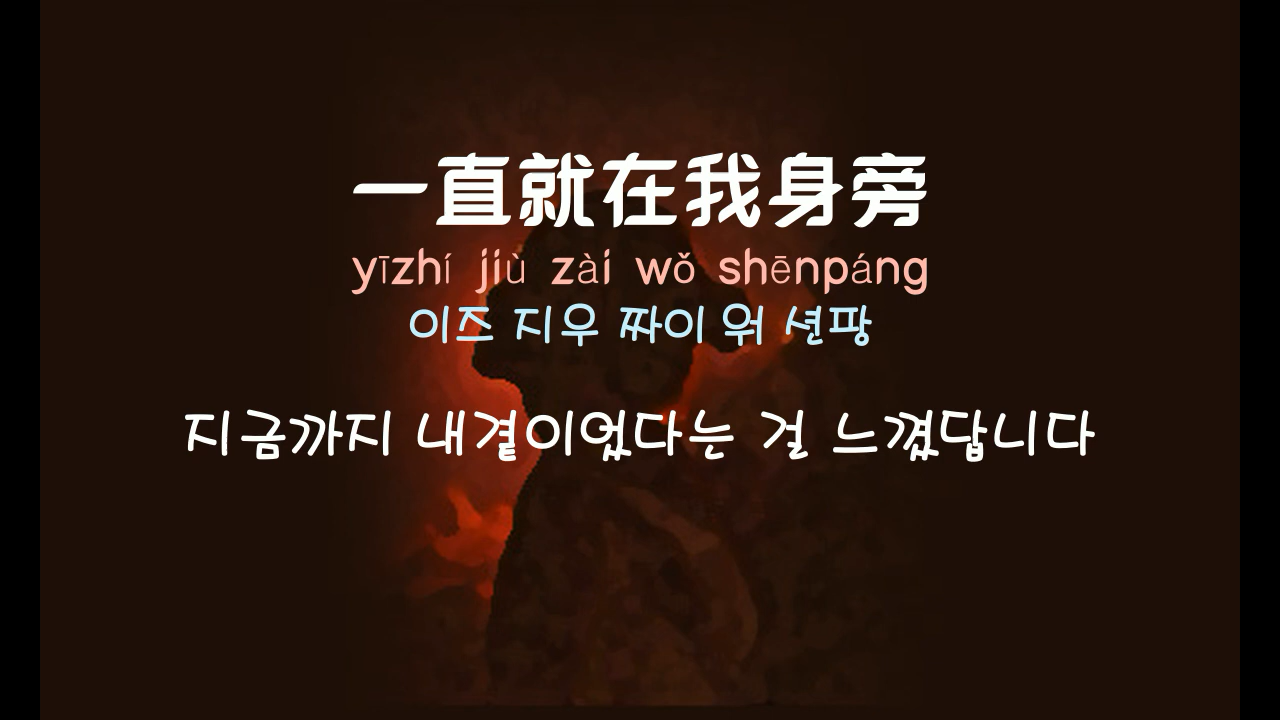 一直就在我身旁
yīzhí jiù zài wǒ shēnpáng
이즈 지우 짜이 워 션팡
지금까지 내곁이었다는 걸 느꼈답니다